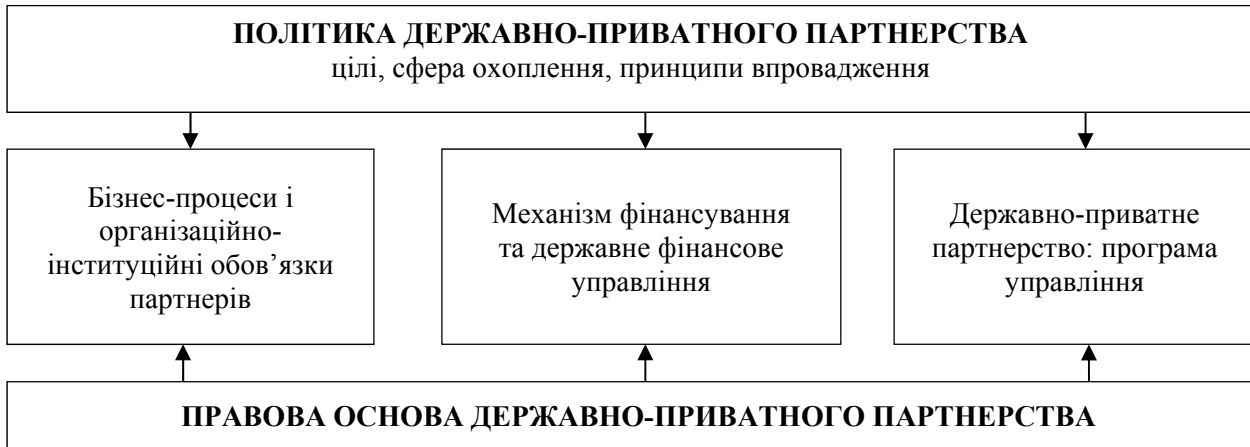 ПОЛІТИКА ДЕРЖАВНО-ПРИВАТНОГО ПАРТНЕРСТВА
цілі, сфера охоплення, принципи впровадження
Бізнес-процеси і
організаційно-
інституційні обов’язки
партнерів
Механізм фінансування
та державне фінансове
управління
Державно-приватне
партнерство: програма
управління
ПРАВОВА ОСНОВА ДЕРЖАВНО-ПРИВАТНОГО ПАРТНЕРСТВА